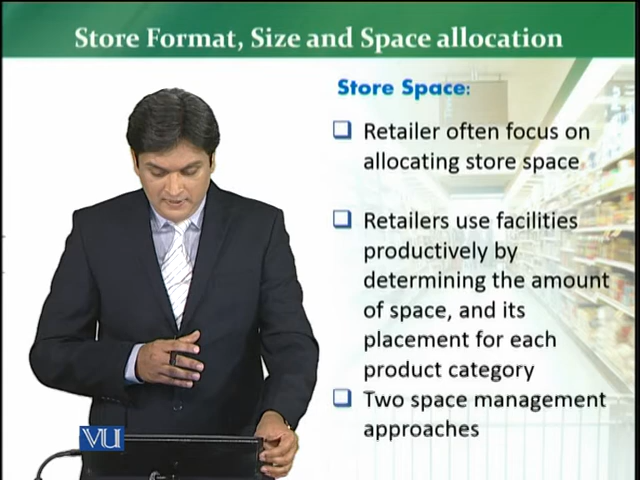 Store Format, Size and Space allocation
Store Space:
Retailer often focus on
allocating store space
Retailers use facilities
productively by
determining the amount
of space, and its
placement for each
product category
Two space management
approaches
VU